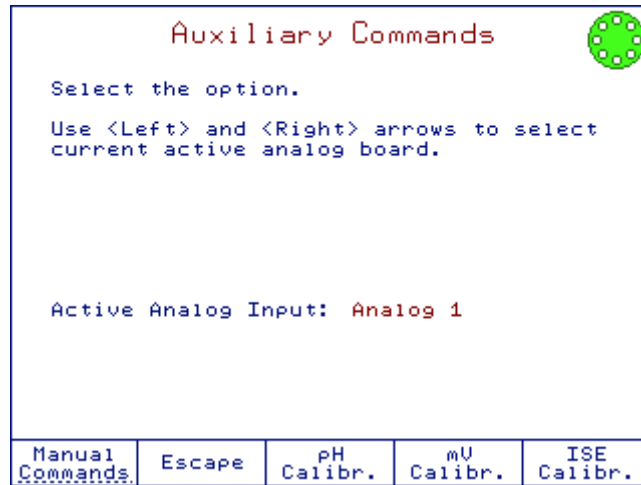 Auxiliary Commands
Select the option.
Use <Left> and <Right> arrows to select
current active analog board.
Active Analog Input: Analog 1
Manual Commands
Escape
pH Calibr.
mV Calibr.
ISE Calibr.